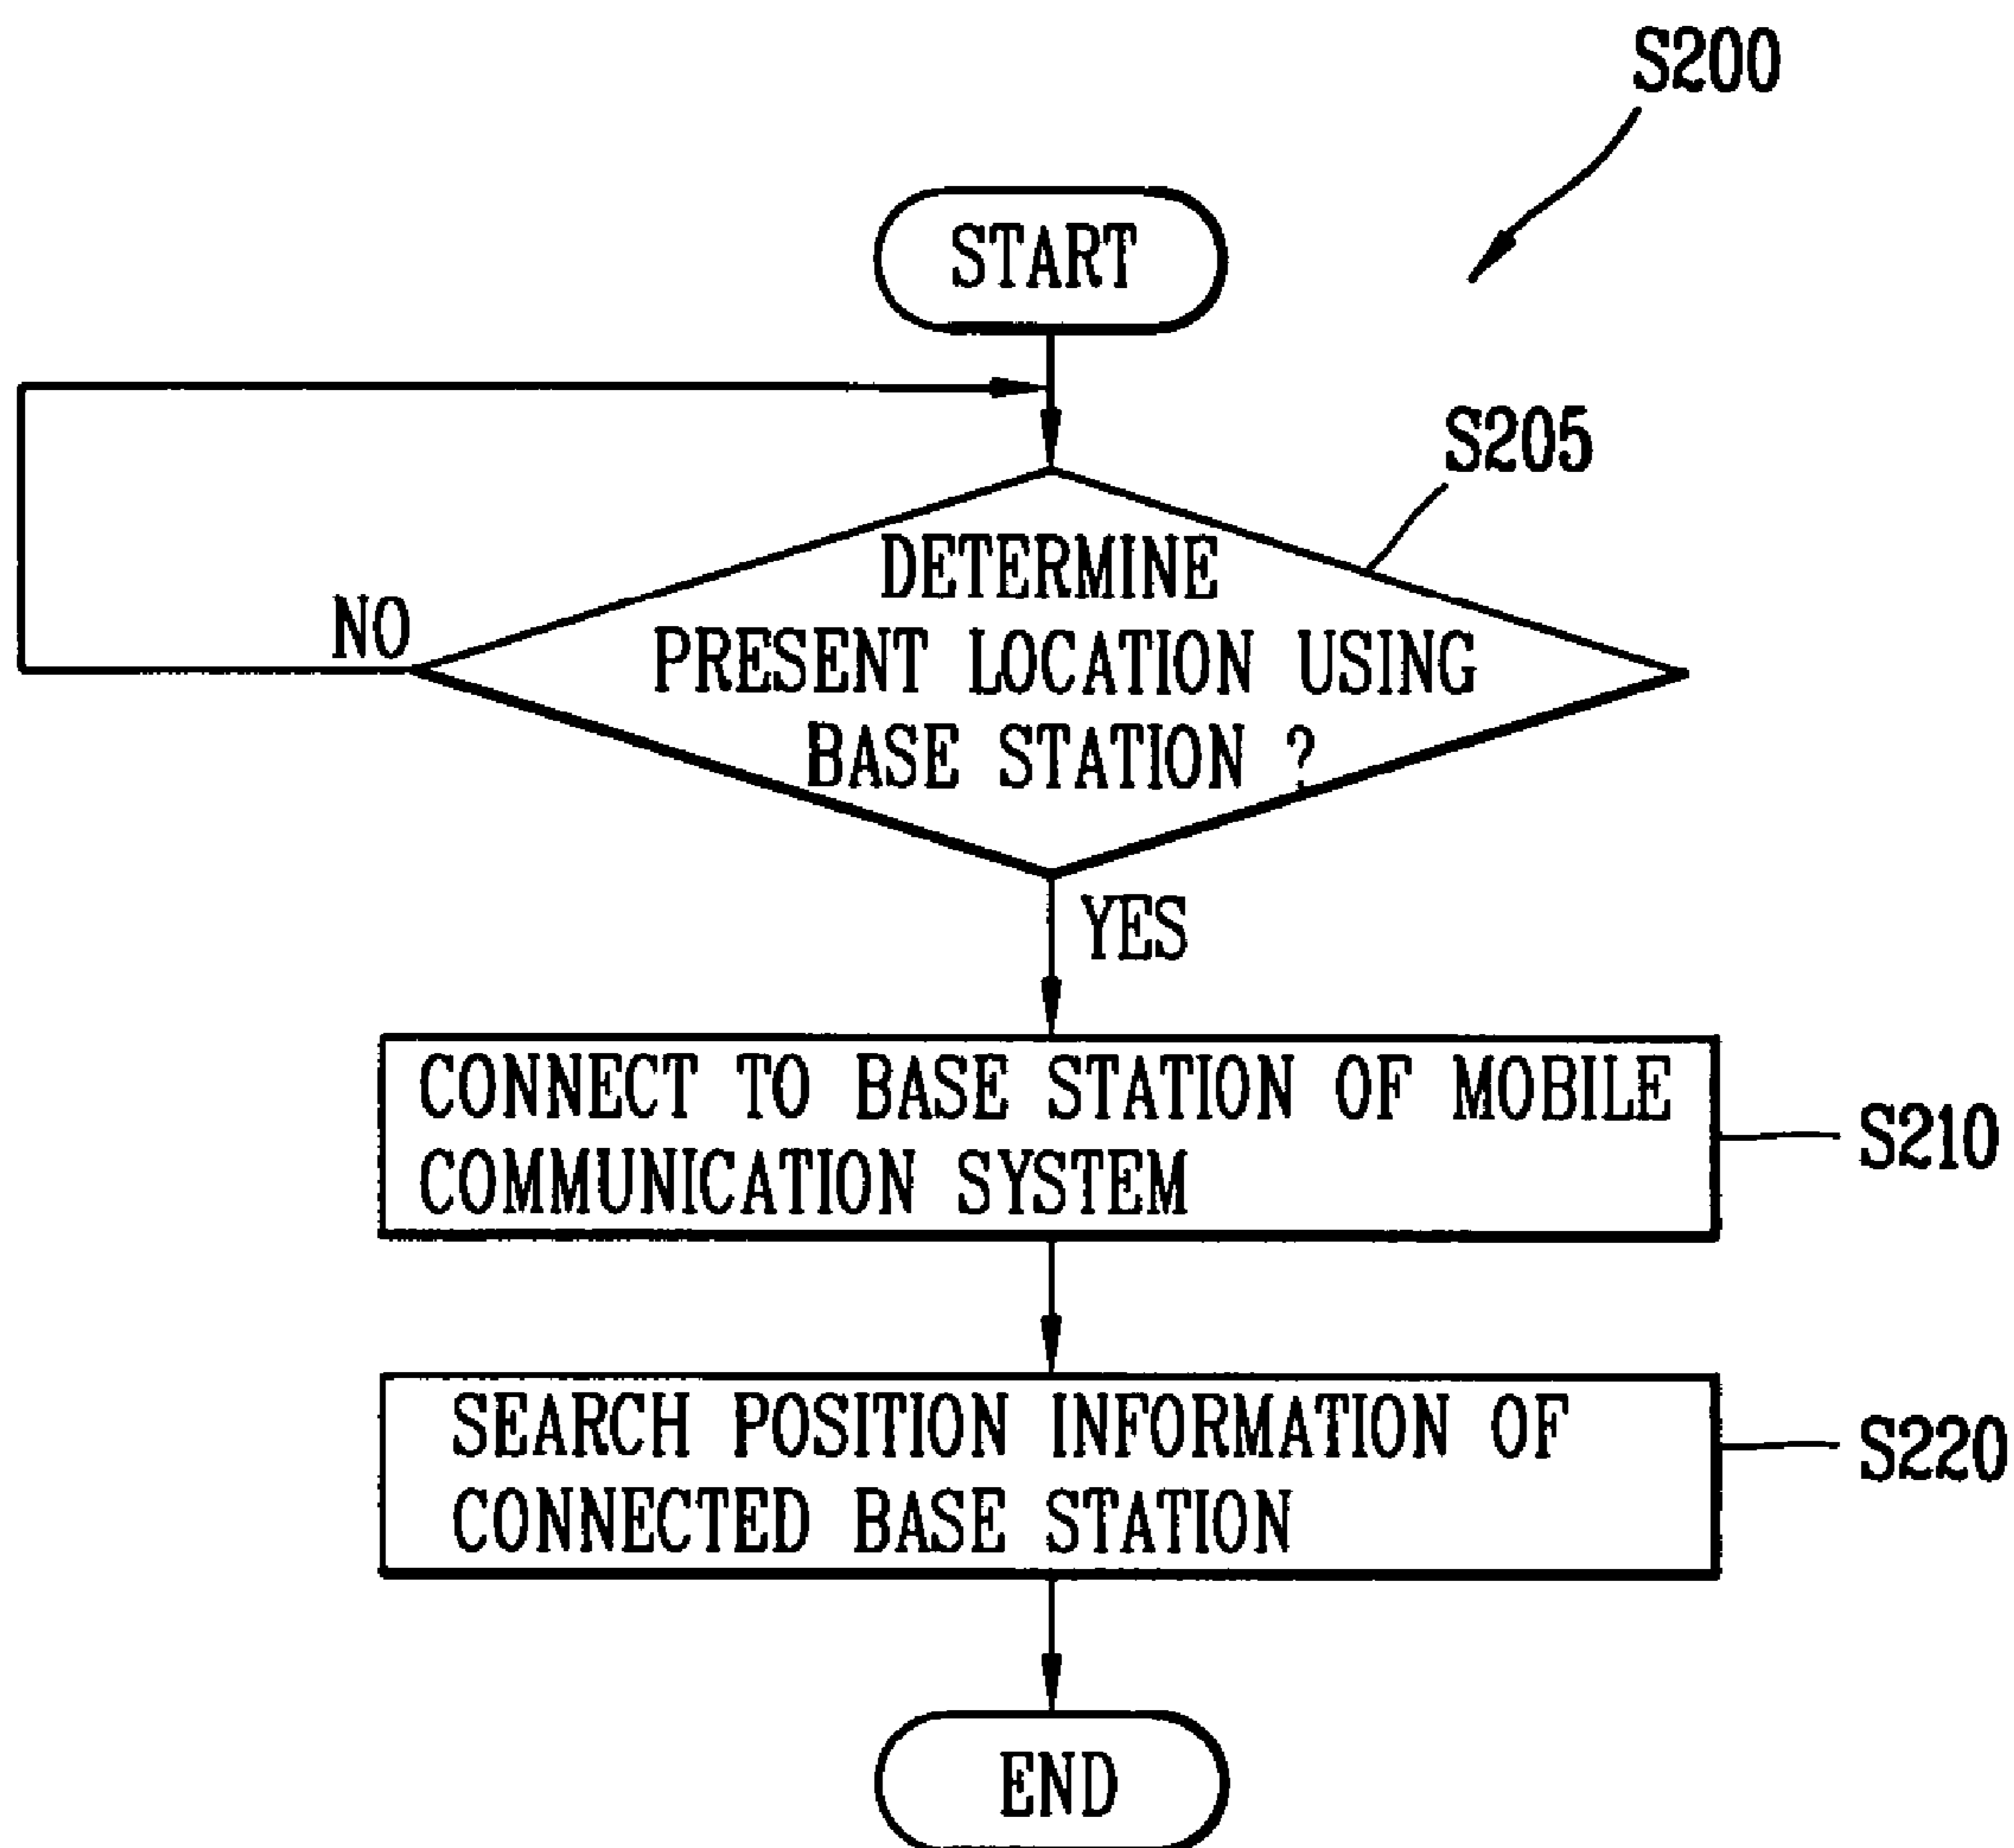 S200
START
S205
DETERMINE
NO
PRESENT LOCATION USING
BASE STATION ?
YES
CONNECT TO BASE STATION OF MOBILE
COMMUNICATION SYSTEM
S210
SEARCH POSITION INFORMATION OF
CONNECTED BASE STATION
S220
END